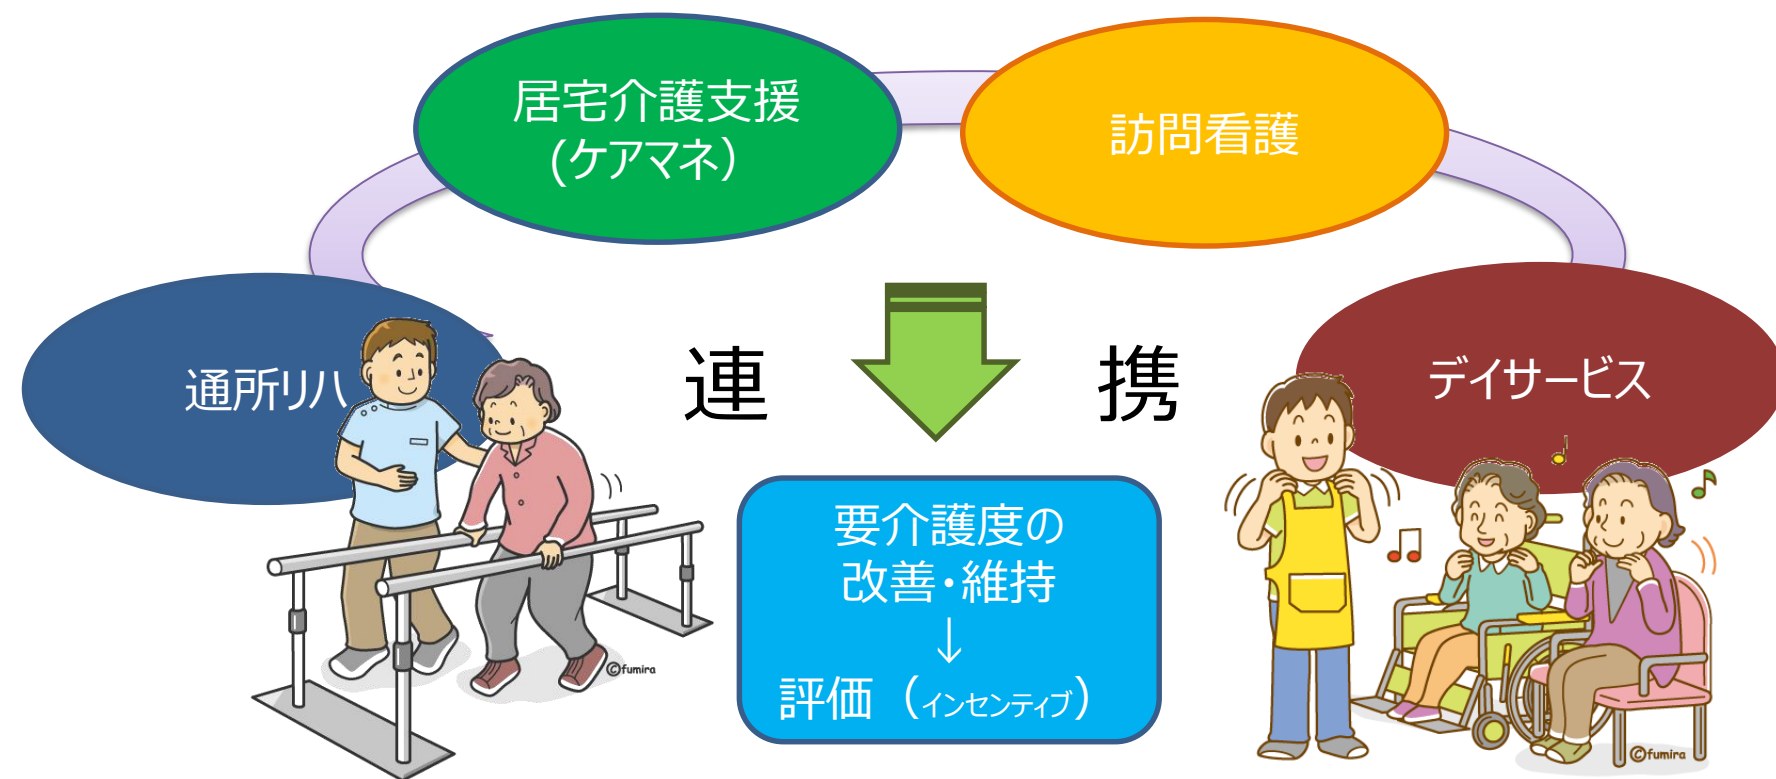 居宅介護支援
(ケアマネ）
訪問看護
通所リハ
連
携
デイサービス
要介護度の
改善・維持
↓
評価（インセンティブ）
©fumira
©fumira